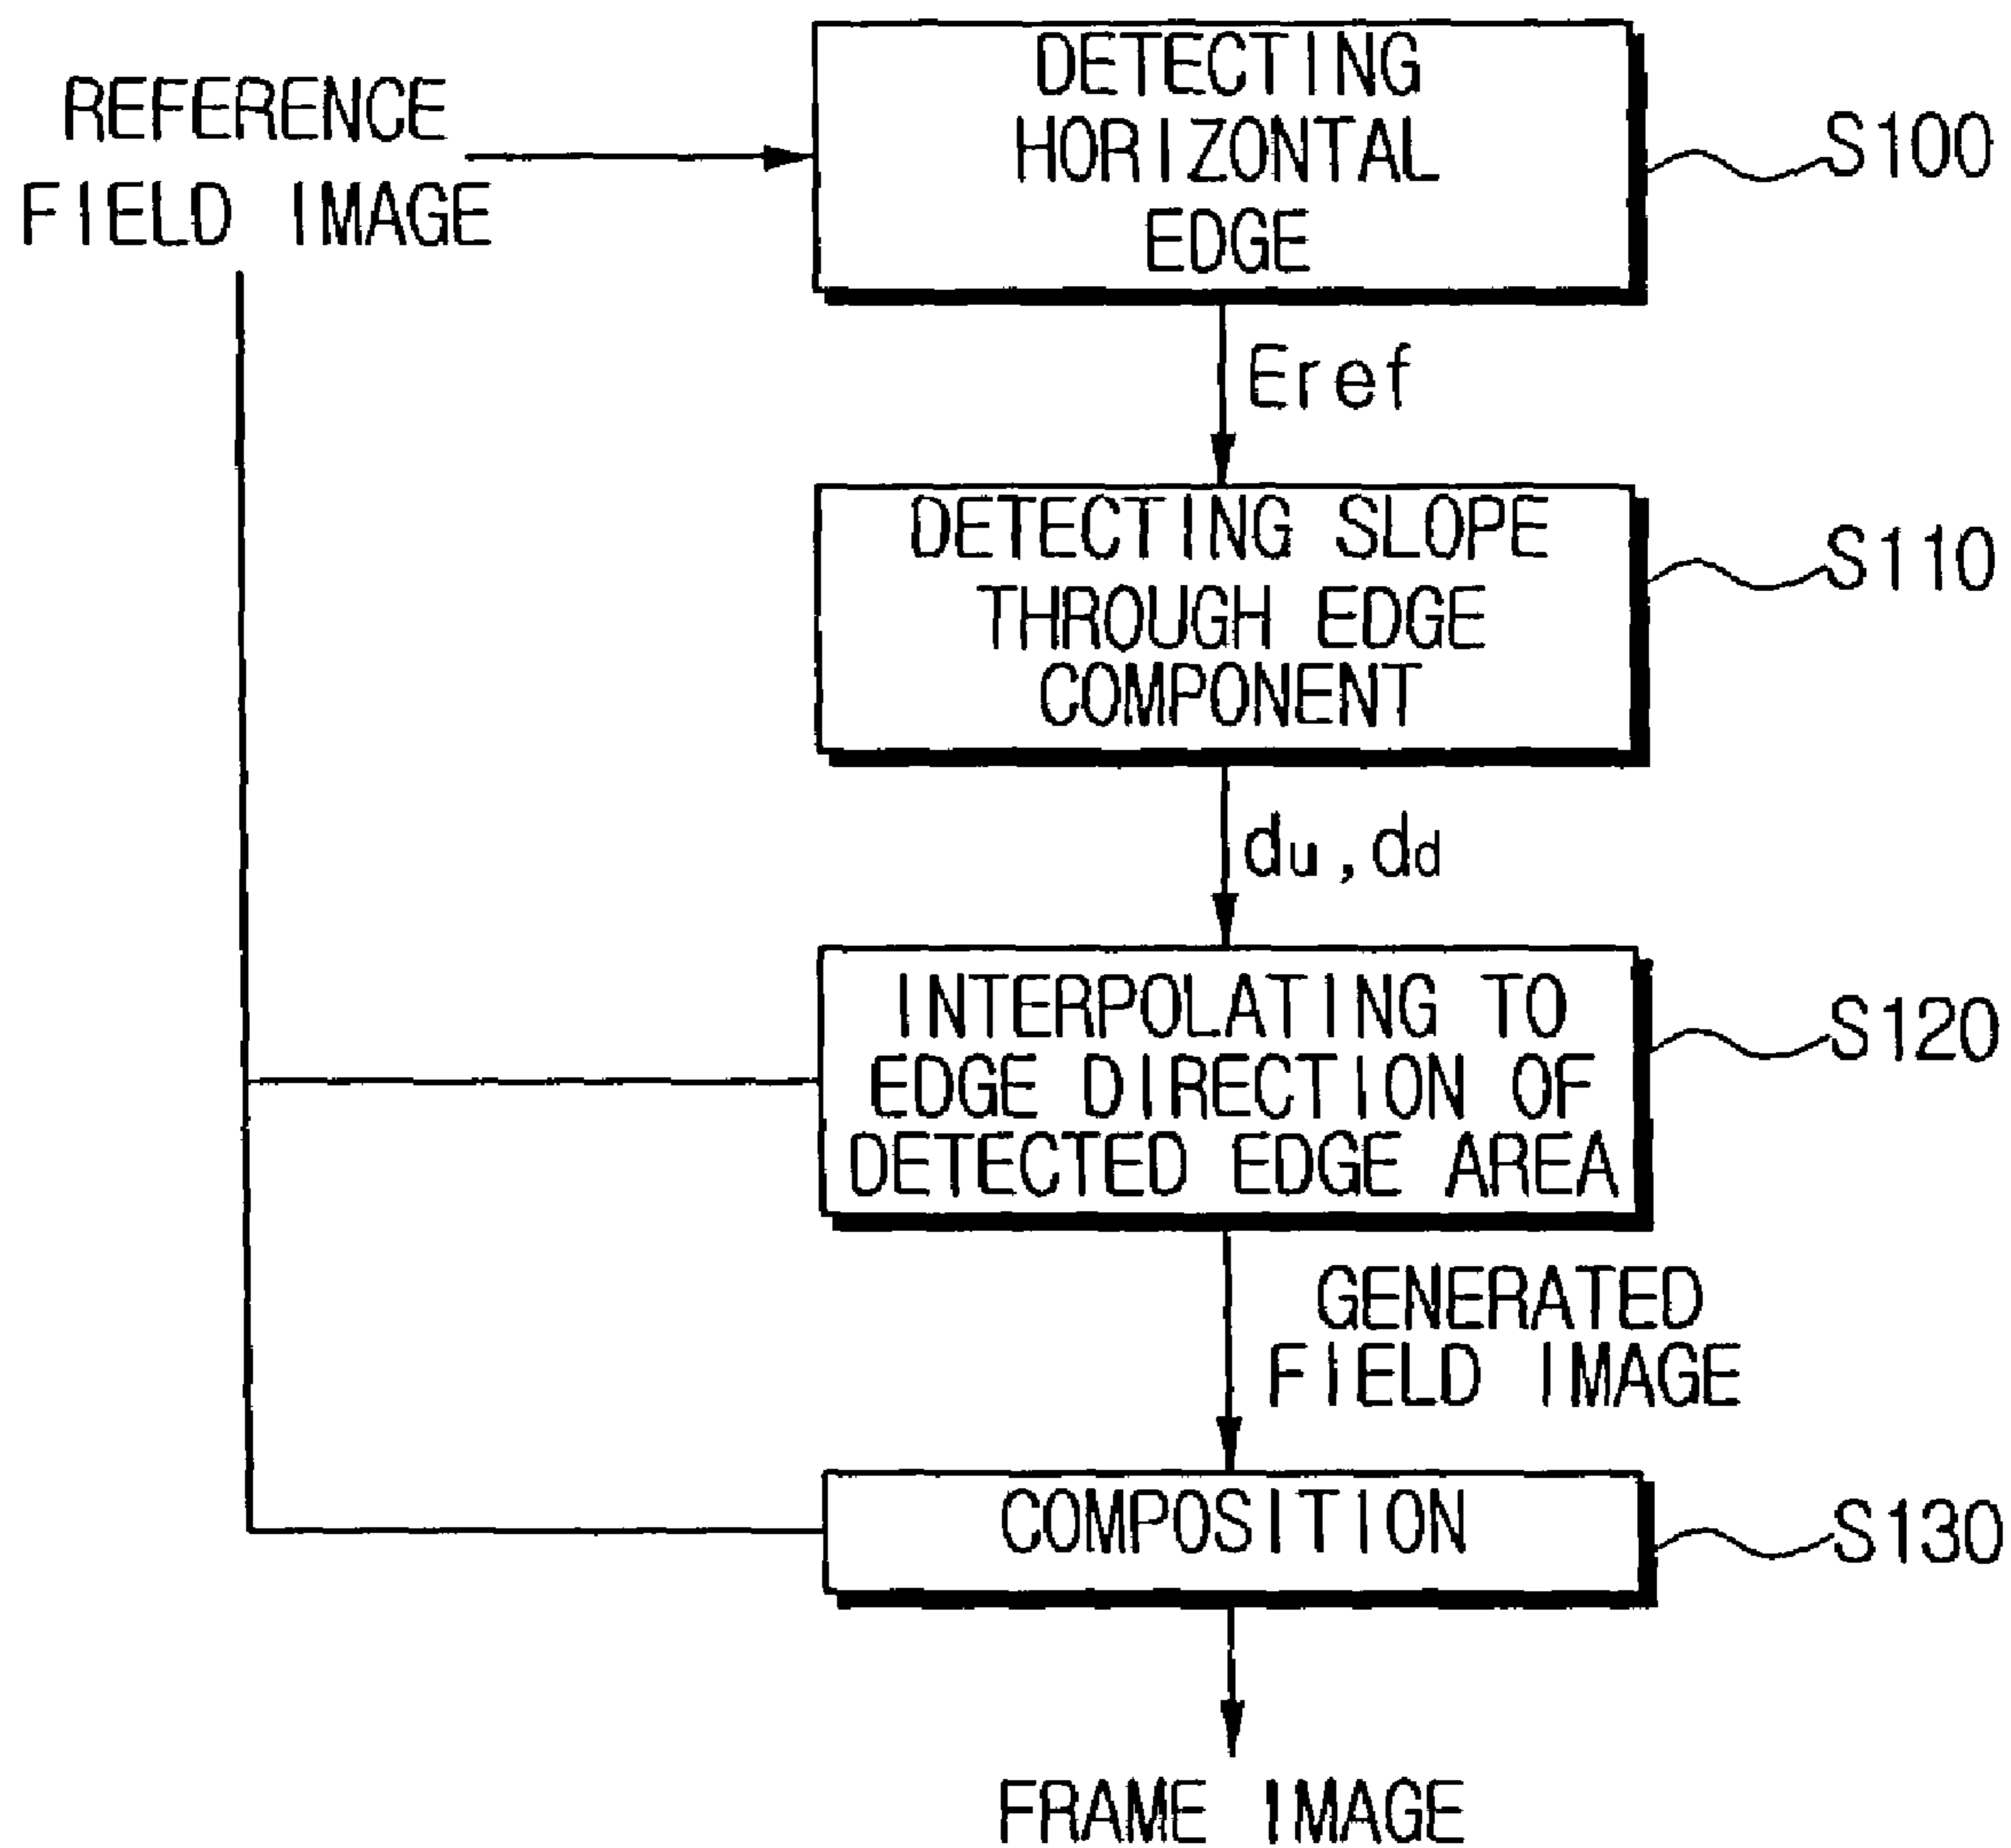 REFERENCE
FIELD IMAGE
DETECTING
HORIZONTAL
EDGE
S100
Eref
DETECTING SLOPE
THROUGH EDGE
COMPONENT
S110
du,dd
INTERPOLATING TO
EDGE DIRECTION OF
DETECTED EDGE AREA
S120
GENERATED
FIELD IMAGE
COMPOSITION
S130
FRAME IMAGE